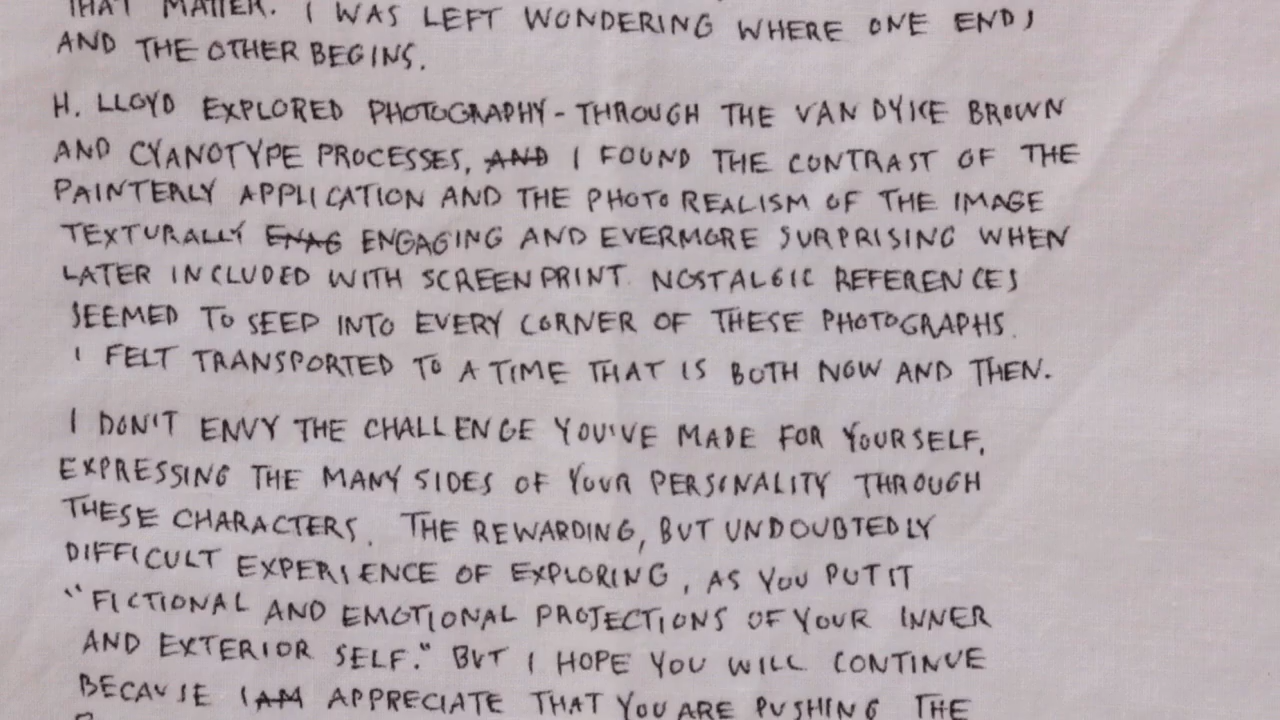 THAT MATTER. I WAS LEFT WONDERING WHERE ONE ENDS
AND THE OTHER BEGINS.
H. LLOYD EXPLORED PHOTOGRAPHY - THROUGH THE VAN DYKE BROWN
AND CYANOTYPE PROCESSES, AND I FOUND THE CONTRAST OF THE
PAINTERLY APPLICATION AND THE PHOTO REALISM OF THE IMAGE
TEXTURALLY ENAG ENGAGING AND EVERMORE SURPRISING WHEN
LATER INCLUDED WITH SCREENPRINT. NOSTALGIC REFERENCES
SEEMED TO SEED INTO EVERY CORNER OF THESE PHOTOGRAPHS.
I FELT TRANSPORTED TO A TIME THAT IS BOTH NOW AND THEN.
I DON'T ENVY THE CHALLENGE YOU'VE MADE FOR YOURSELF,
EXPRESSING THE MANY SIDES OF YOUR PERSONALITY THROUGH
THESE CHARACTERS. THE REWARDING, BUT UNDOUBTEDLY
DIFFICULT EXPERIENCE OF EXPLORING, AS YOU PUT IT
"FICTIONAL AND EMOTIONAL PROJECTIONS OF YOUR INNER
AND EXTERIOR SELF." BUT I HOPE YOU WILL CONTINUE
BECAUSE I AM APPRECIATE THAT YOU ARE PUSHING THE